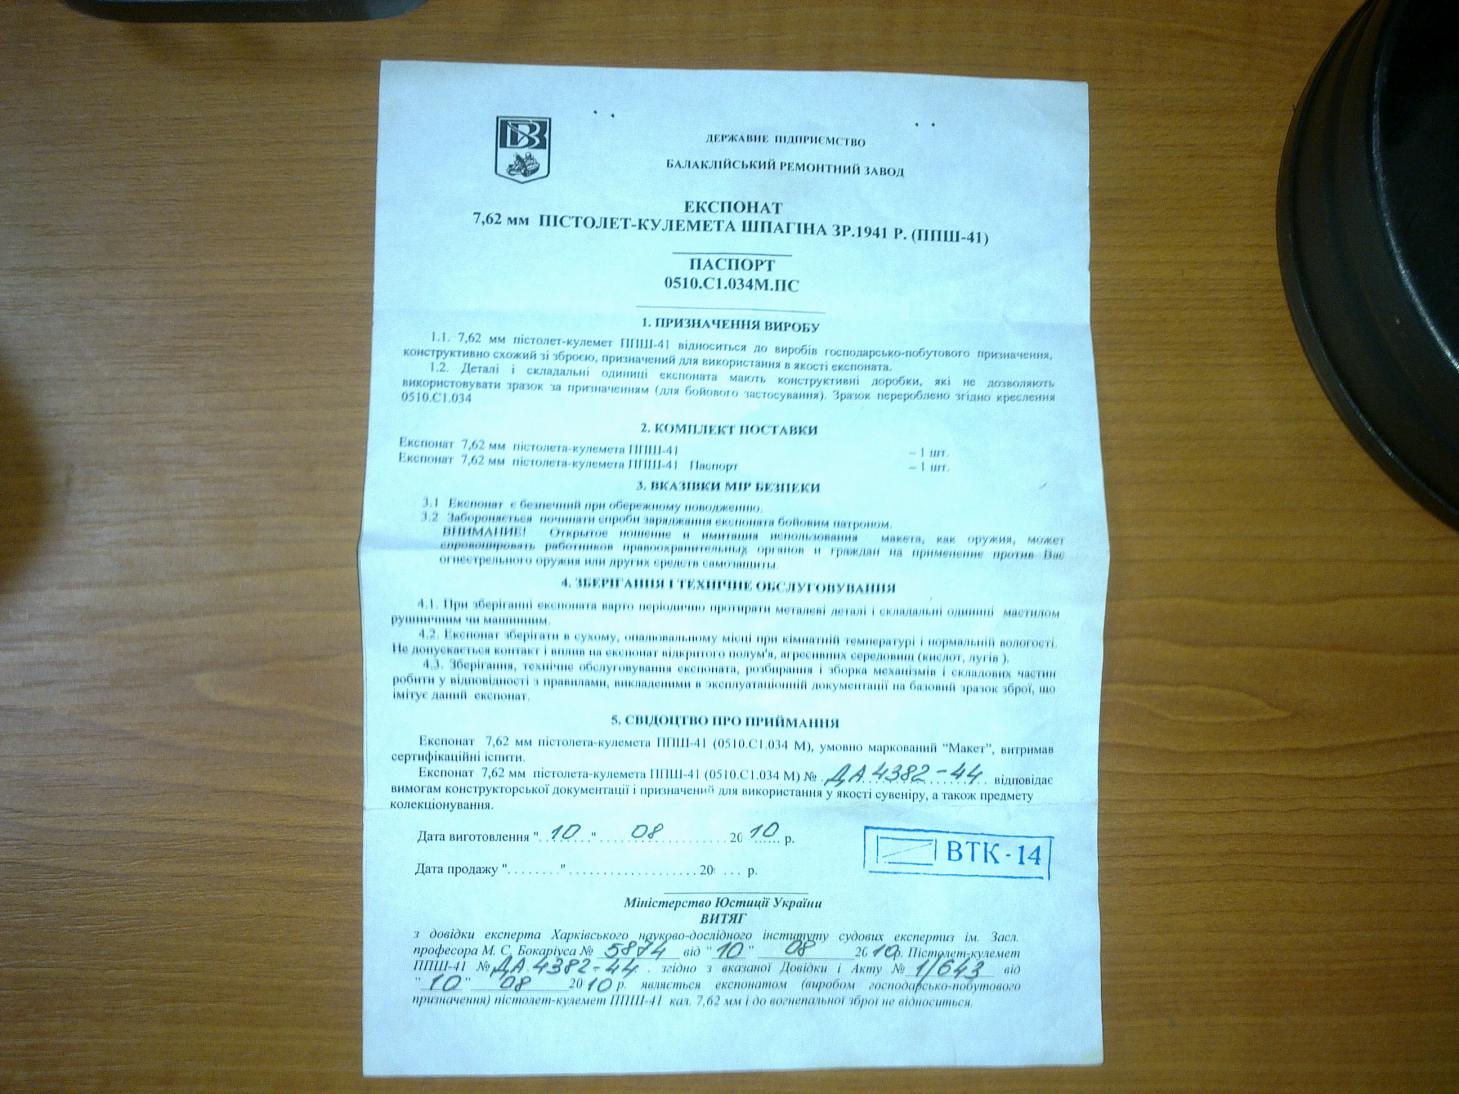 ДЕРЖАВНЕ ПІДПРИЄМСТВО
БАЛАКЛІЙСЬКИЙ РЕМОНТНИЙ ЗАВОД
ЕКСПОНАТ
7,62 мм ПІСТОЛЕТ-КУЛЕМЕТА ШПАГІНА ЗР.1941 Р. (ППШ-41)
ПАСПОРТ
0510.С1.034М.ПС
1. ПРИЗНАЧЕННЯ ВИРОБУ
1.1. 7,62 мм пістолет-кулемет ППШ-41 відноситься до виробів господарсько-побутового призначення,
конструктивно схожий зі зброєю, призначений для використання в якості експоната.
1.2. Деталі і складальні одиниці експоната мають конструктивні доробки, які не дозволяють
використовувати зразок за призначенням (для бойового застосування). Зразок перероблено згідно креслення
0510.С1.034
2. КОМПЛЕКТ ПОСТАВКИ
Експонат 7,62 мм пістолета-кулемета ППШ-41 – 1 шт.
Експонат 7,62 мм пістолета-кулемета ППШ-41 Паспорт – 1 шт.
3. ВКАЗІВКИ МІР БЕЗПЕКИ
3.1 Експонат є безпечний при обережному поводженню.
3.2 Забороняється починати спроби заряджання експоната бойовим патроном.
ВНИМАНИЕ! Открытое ношение и имитация использования макета, как оружия, может
спровоцировать работников правоохранительных органов и граждан на применение против Вас
огнестрельного оружия или других средств самозащиты.
4. ЗБЕРІГАННЯ І ТЕХНІЧНЕ ОБСЛУГОВУВАННЯ
4.1. При зберіганні експоната варто періодично протирати металеві деталі і складальні одиниці мастилом
рушничним чи машинним.
4.2. Експонат зберігати в сухому, опалювальному місці при кімнатній температурі і нормальній вологості.
Не допускається контакт і вплив на експонат відкритого полум'я, агресивних середовищ (кислот, лугів ).
4.3. Зберігання, технічне обслуговування експоната, розбирання і зборка механізмів і складових частин
робити у відповідності з правилами, викладеними в эксплуатаціонній документації на базовий зразок зброї, що
імітує даний експонат.
5. СВІДОЦТВО ПРО ПРИЙМАННЯ
Експонат 7,62 мм пістолета-кулемета ППШ-41 (0510.С1.034 М), умовно маркований "Макет", витримав
сертифікаційні іспити.
Експонат 7,62 мм пістолета-кулемета ППШ-41 (0510.С1.034 М) № ДА 4382-44 відповідає
вимогам конструкторської документації і призначений для використання у якості сувеніру, а також предмету
колекціонування.
Дата виготовлення "10" 08 2010 р.
ВТК-14
Дата продажу "........"....................20 ... р.
Міністерство Юстиції України
ВИТЯГ
з довідки експерта Харківського науково-дослідного інституту судових експертиз ім. Засл.
професора М. С. Бокаріуса № 5874 від "10" 08 2010р. Пістолет-кулемет
ППШ-41 № ДА 4382-44 . згідно з вказаної Довідки і Акту № 1/643 від
"10" 08 2010 р. являється експонатом (виробом господарсько-побутового
призначення) пістолет-кулемет ППШ-41 кал. 7,62 мм і до вогнепальної зброї не відноситься.